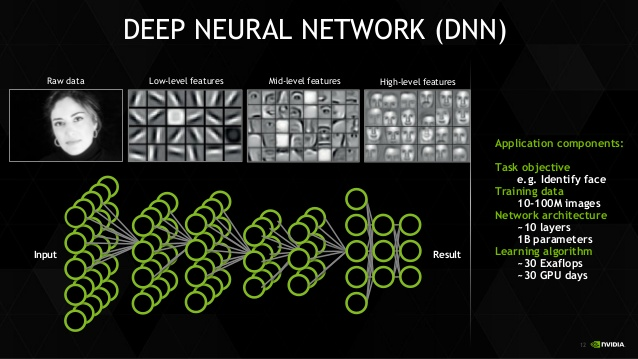 DEEP NEURAL NETWORK (DNN)
Raw data
Low-level features
Mid-level features
High-level features
Application components:
Task objective
e.g. Identify face
Training data
10-100M images
Network architecture
~10 layers
1B parameters
Learning algorithm
~30 Exaflops
~30 GPU days
Input
Result
12
NVIDIA.